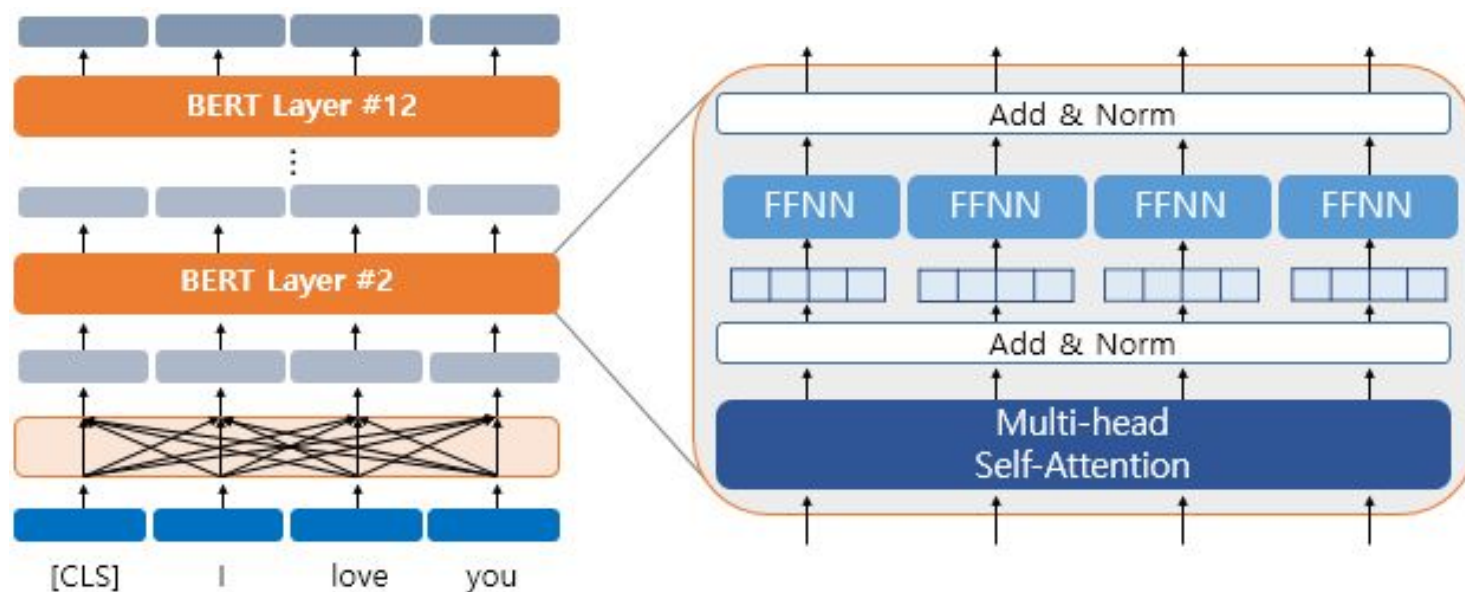 BERT Layer #12
⋮
BERT Layer #2
[CLS] I love you
Add & Norm
FFNN FFNN FFNN FFNN
Add & Norm
Multi-head
Self-Attention